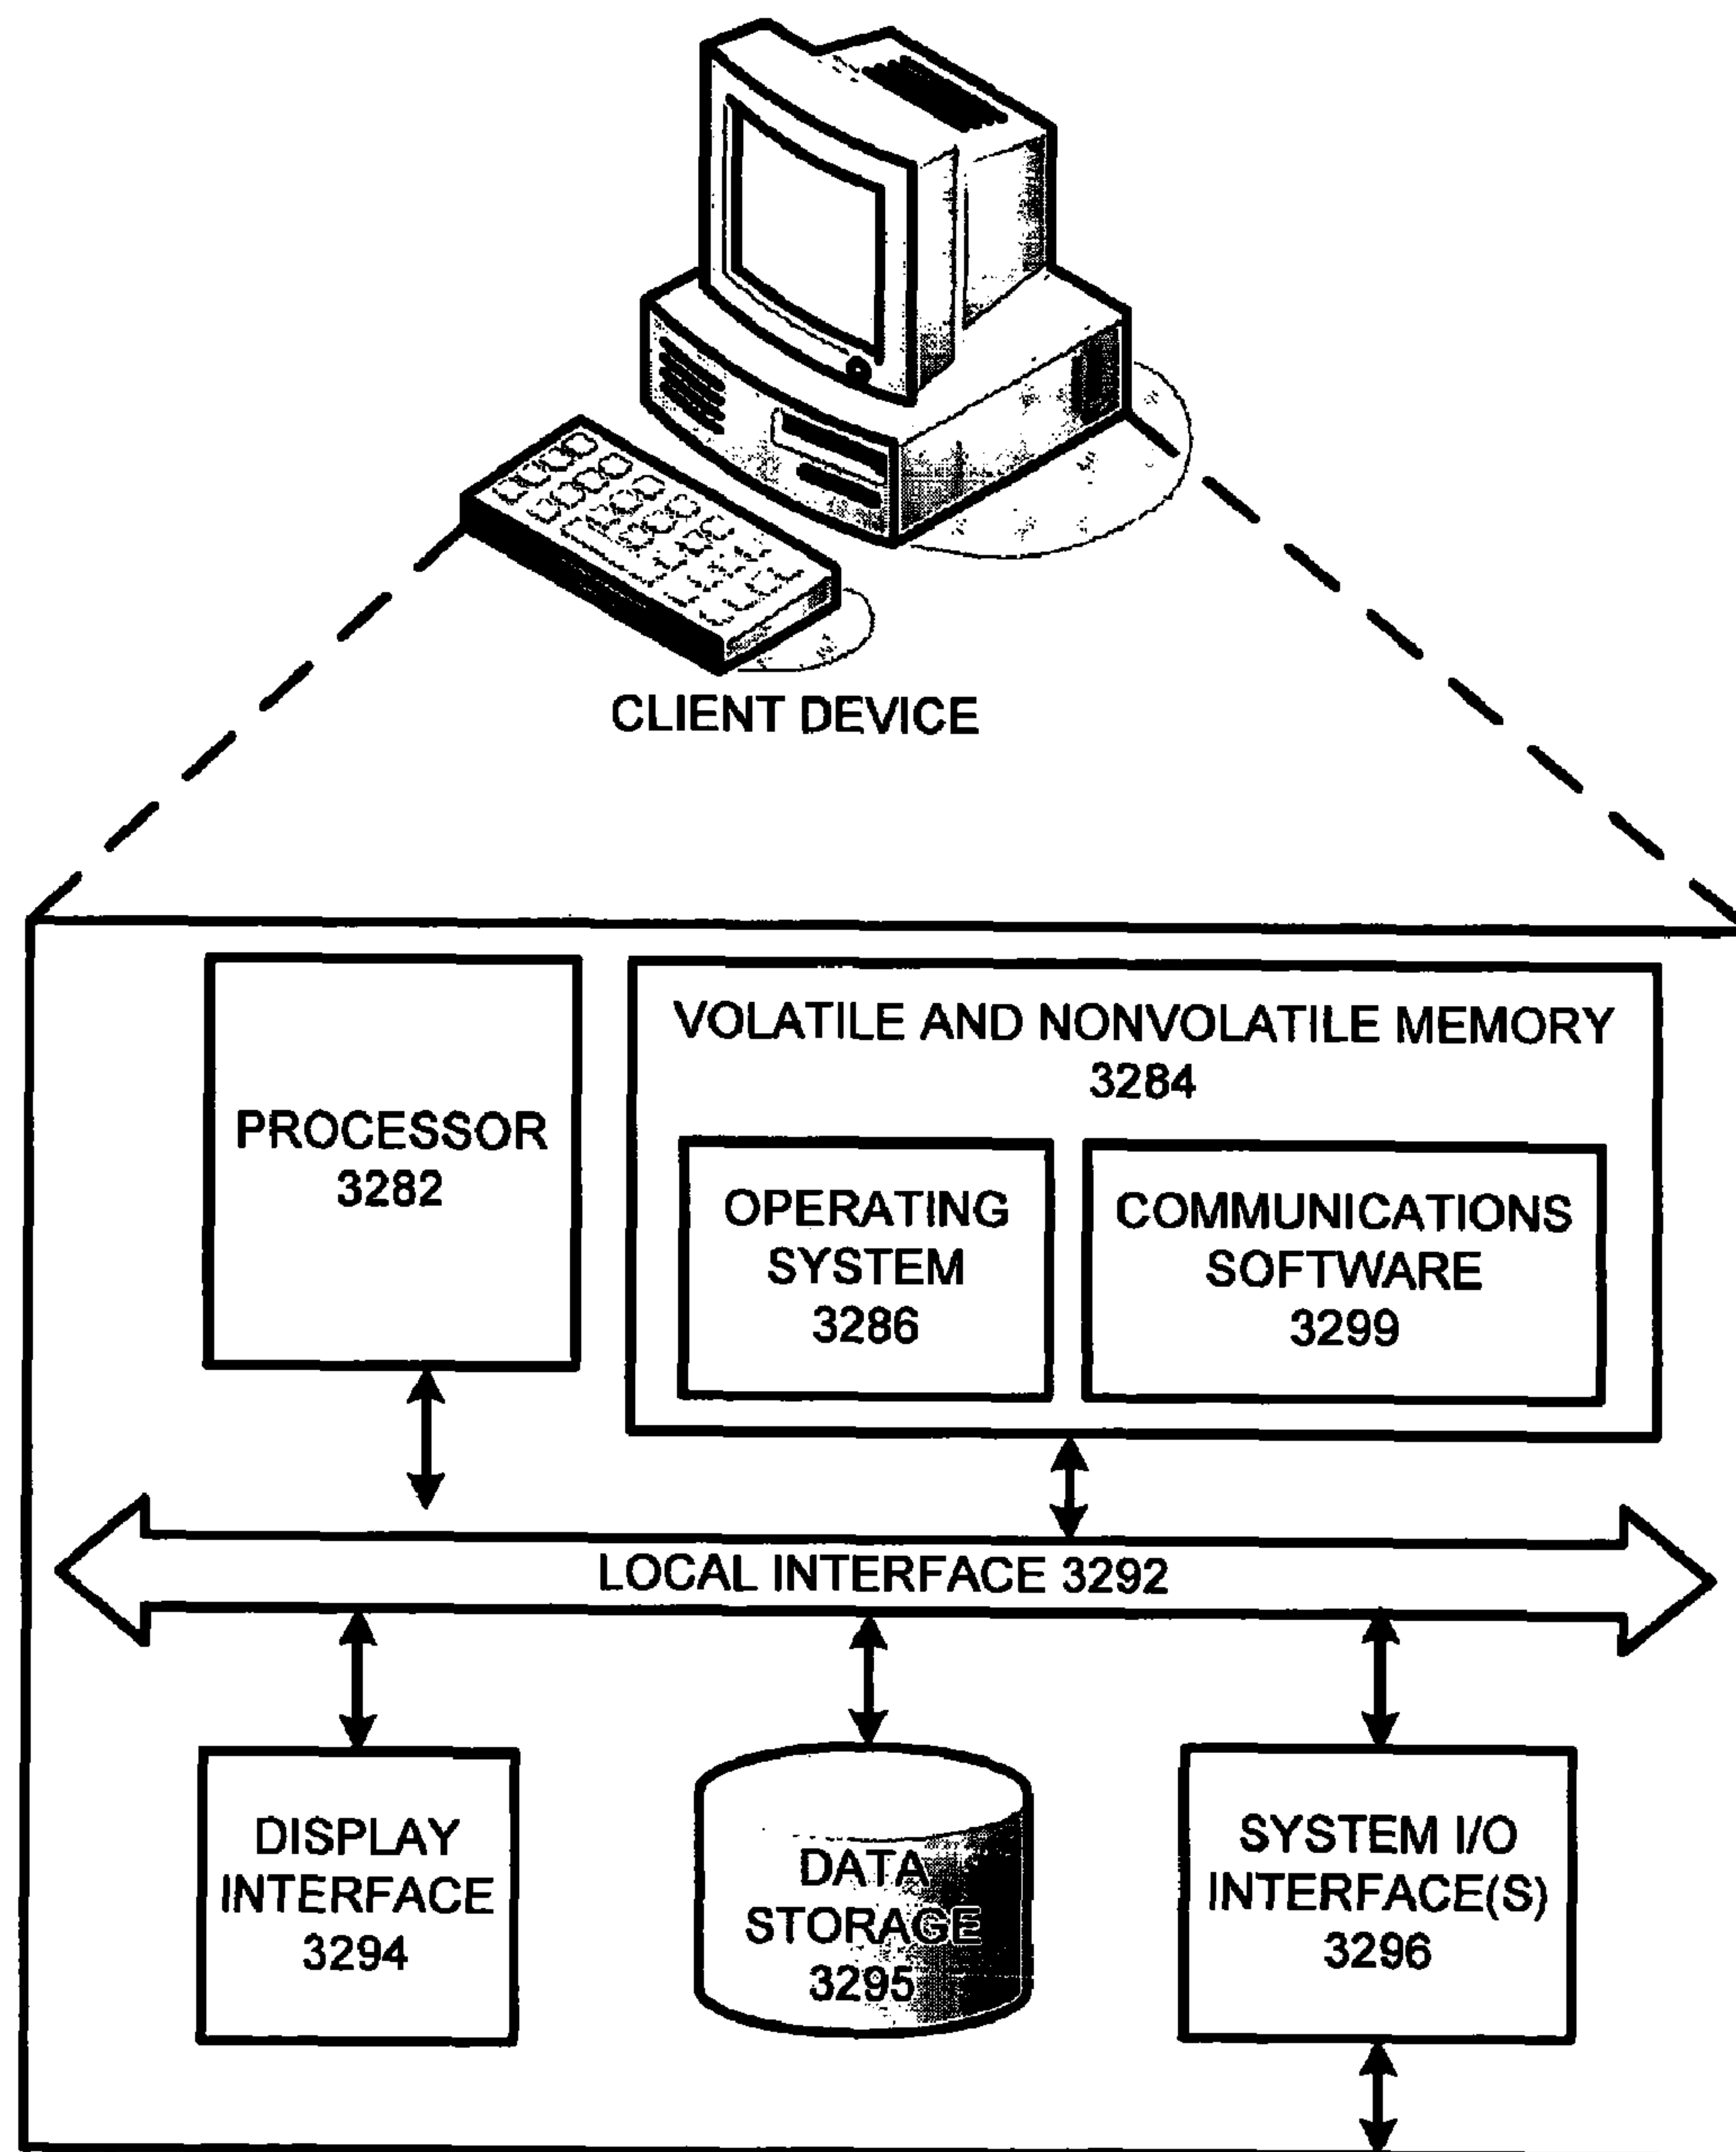 CLIENT DEVICE
PROCESSOR
3282
VOLATILE AND NONVOLATILE MEMORY
3284
OPERATING
SYSTEM
3286
COMMUNICATIONS
SOFTWARE
3299
LOCAL INTERFACE 3292
DISPLAY
INTERFACE
3294
DATA
STORAGE
3295
SYSTEM I/O
INTERFACE(S)
3296